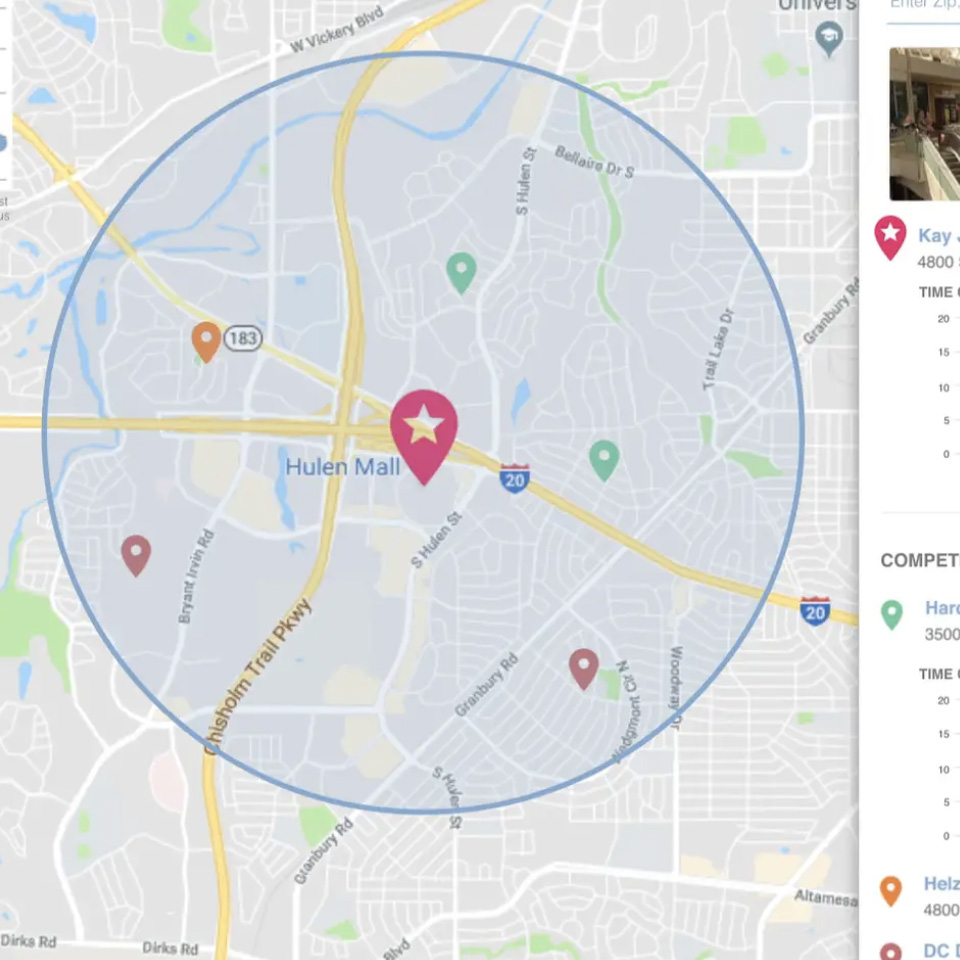 Enter Zip,
Univers
W Vickery Blvd
st
us
Bellaire Dr S
S Hulen St
Kay J
4800
TIME
20
15
10
5
0
Granbury Rd
Trail Lake Dr
183
Hulen Mall
20
S Hulen St
Bryant Irvin Rd
COMPET
20
Hard
3500
TIME
20
15
10
5
0
Chisholm Trail Pkwy
Granbury Rd
Woodway Dr
Wedgmont Cir N
S Hulen St
Granbury Rd
Helz
4800
Altamesa
DC D
Dirks Rd
Dirks Rd
Blvd